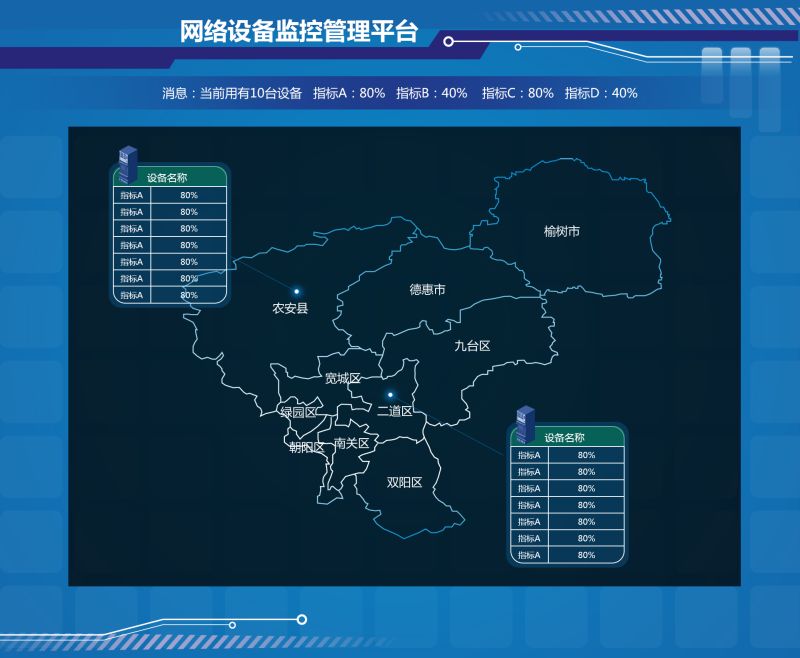 网络设备监控管理平台
消息：当前用有10台设备 指标A：80% 指标B：40% 指标C：80% 指标D：40%
设备名称
指标A 80%
指标A 80%
指标A 80%
指标A 80%
指标A 80%
指标A 80%
指标A 80%
榆树市
德惠市
农安县
九台区
宽城区
绿园区
二道区
朝阳区
南关区
双阳区
设备名称
指标A 80%
指标A 80%
指标A 80%
指标A 80%
指标A 80%
指标A 80%
指标A 80%